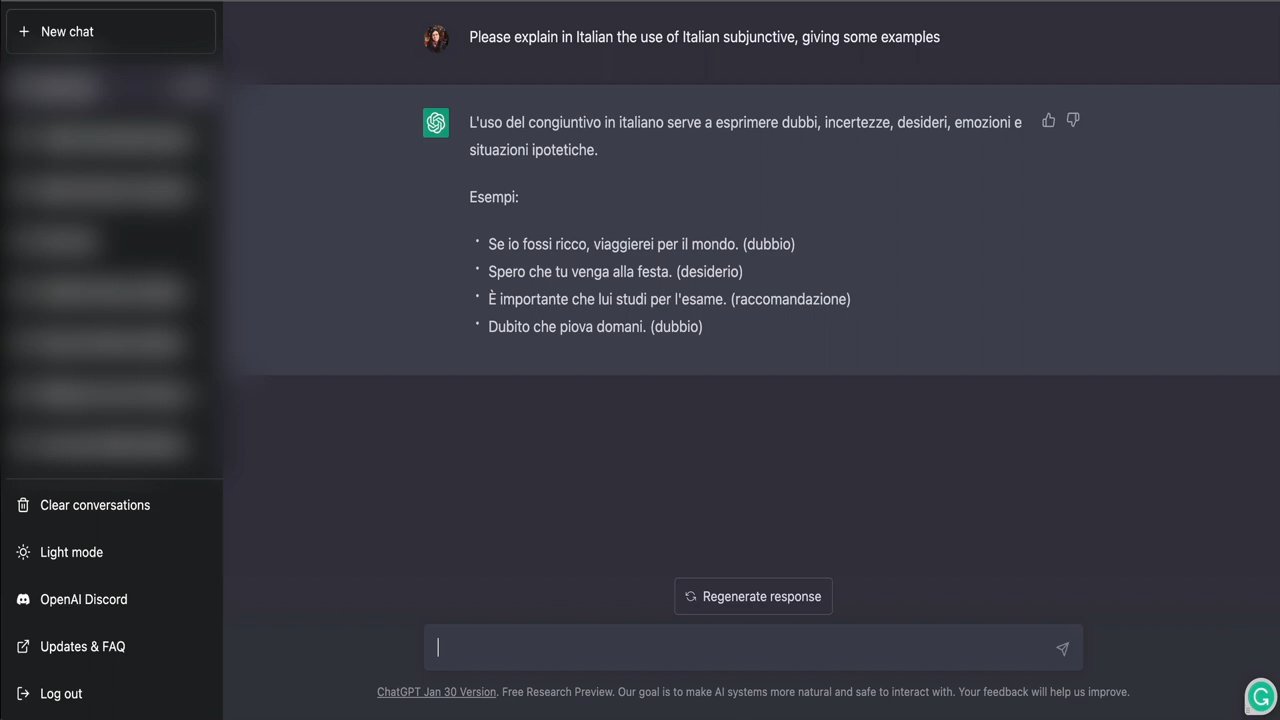 New chat
Clear conversations
Light mode
OpenAI Discord
Updates & FAQ
Log out
Please explain in Italian the use of Italian subjunctive, giving some examples
L'uso del congiuntivo in italiano serve a esprimere dubbi, incertezze, desideri, emozioni e
situazioni ipotetiche.
Esempi:
Se io fossi ricco, viaggierei per il mondo. (dubbio)
Spero che tu venga alla festa. (desiderio)
È importante che lui studi per l'esame. (raccomandazione)
Dubito che piova domani. (dubbio)
Regenerate response
ChatGPT Jan 30 Version. Free Research Preview. Our goal is to make AI systems more natural and safe to interact with. Your feedback will help us improve.